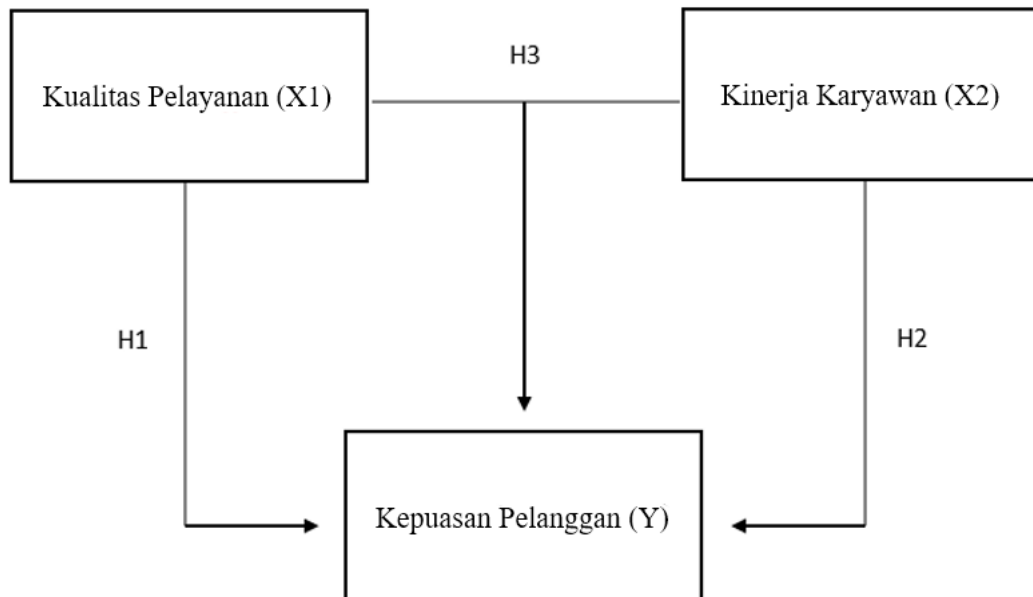 H3
Kualitas Pelayanan (X1)
Kinerja Karyawan (X2)
H1
H2
Kepuasan Pelanggan (Y)